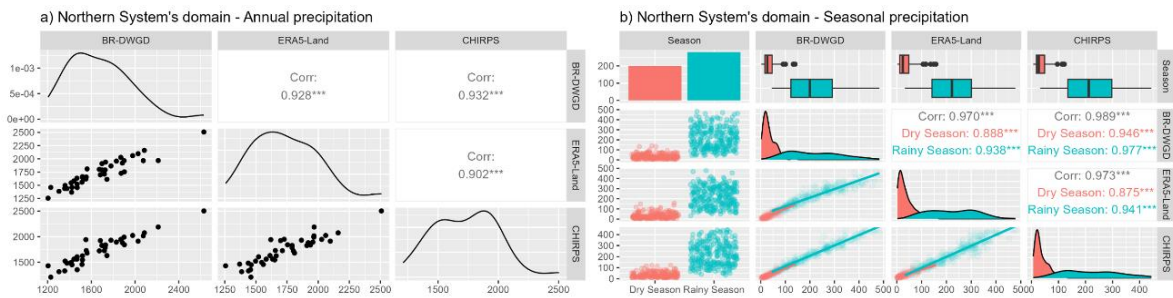 a) Northern System's domain - Annual precipitation
BR-DWGD
ERA5-Land
CHIRPS
1e-03
5e-04
0e+00
Corr:
0.928***
Corr:
0.932***
BR-DWGD
2500
2250
2000
1750
1500
1250
Corr:
0.902***
ERA5-Land
2500
2000
1500
CHIRPS
1200
1600
2000
2400
1250
1500
1750
2000
2250
2500
1500
2000
2500
b) Northern System's domain - Seasonal precipitation
Season
BR-DWGD
ERA5-Land
CHIRPS
200
150
100
50
0
Season
500
400
300
200
100
0
Corr: 0.970***
Dry Season: 0.888***
Rainy Season: 0.938***
Corr: 0.989***
Dry Season: 0.946***
Rainy Season: 0.977***
BR-DWGD
400
300
200
100
0
Corr: 0.973***
Dry Season: 0.875***
Rainy Season: 0.941***
ERA5-Land
400
300
200
100
0
CHIRPS
Dry Season
Rainy Season
0
100
200
300
400
500
0
100
200
300
400
0
100
200
300
400